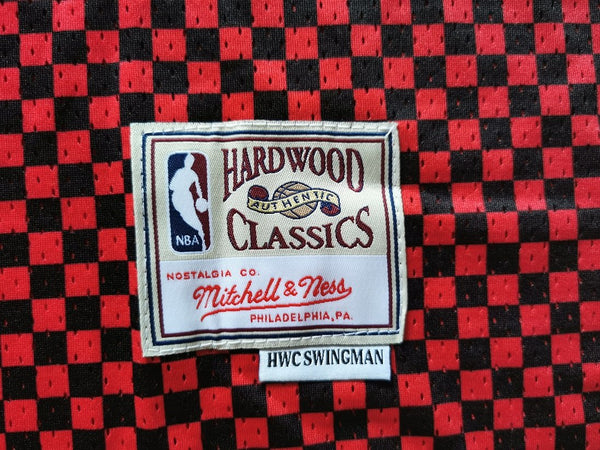 HARDWOOD
AUTHENTIC
CLASSICS
NBA
NOSTALGIA CO.
Mitchell & Ness
PHILADELPHIA, PA.
HWC SWINGMAN